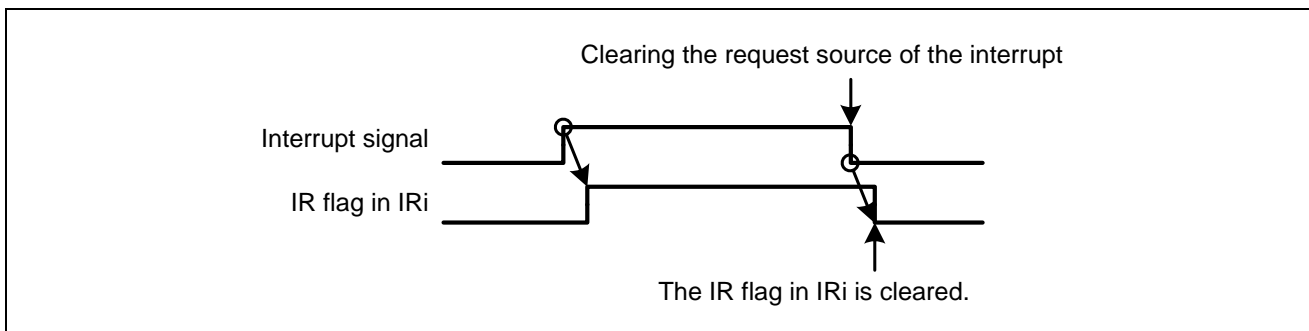 Clearing the request source of the interrupt
Interrupt signal
IR flag in IRi
The IR flag in IRi is cleared.